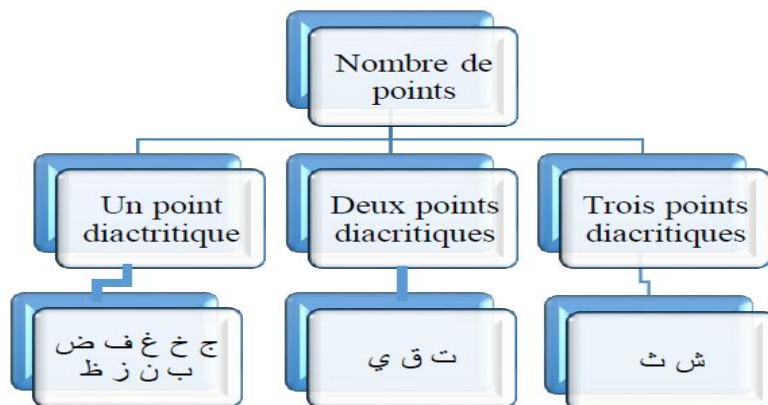 Nombre de
points
Un point
diactritique
Deux points
diacritiques
Trois points
diacritiques
ج خ غ ف ض
ب ن ز ظ
ت ق ي
ش ث